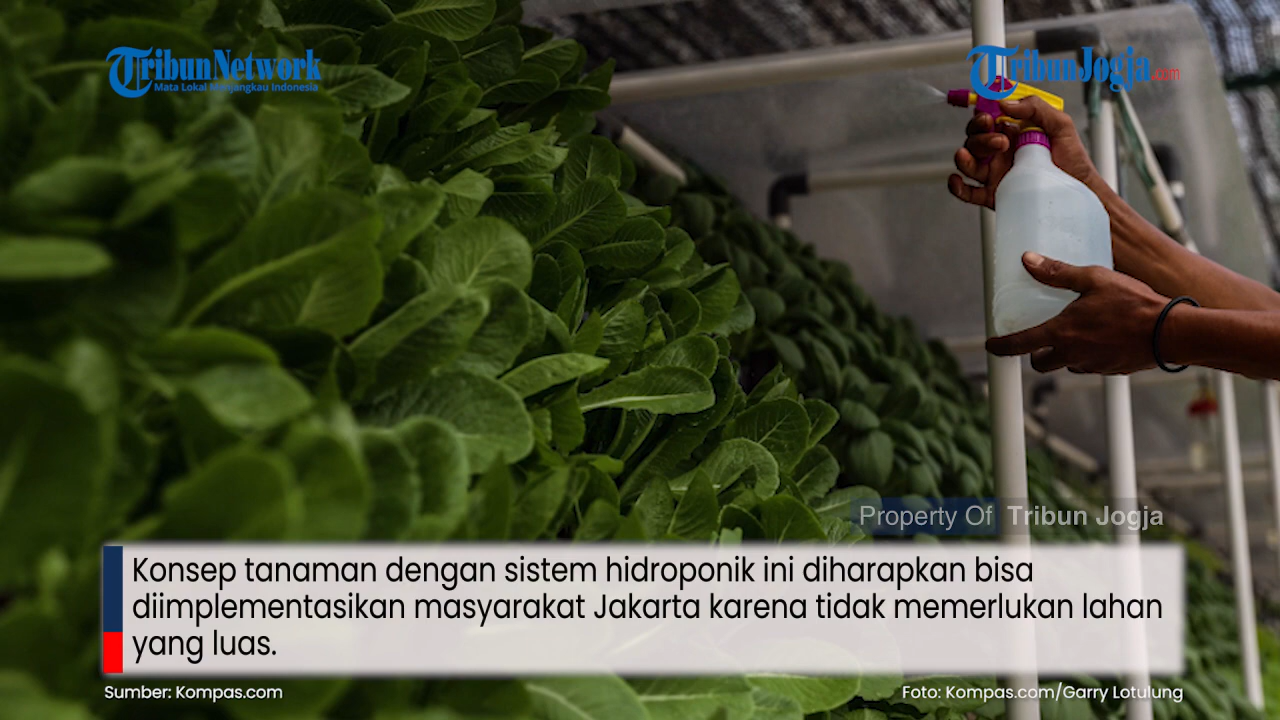 TribunNetwork
Mata Lokal Menjangkau Indonesia
TribunJogja.com
Property Of Tribun Jogja
Konsep tanaman dengan sistem hidroponik ini diharapkan bisa
diimplementasikan masyarakat Jakarta karena tidak memerlukan lahan
yang luas.
Sumber: Kompas.com
Foto: Kompas.com/Garry Lotulung